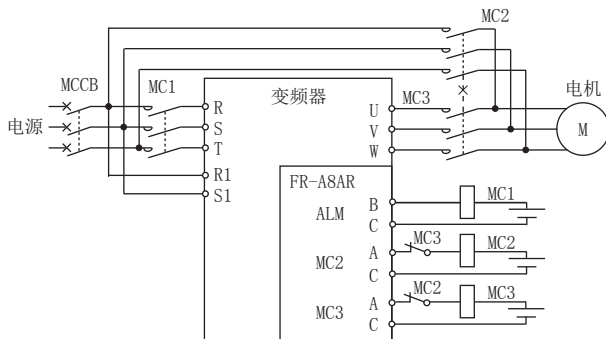 MC2
MCCB
MC1
R
变频器
U
MC3
电机
电源
S
V
M
T
W
R1
S1
FR-A8AR
ALM
B
MC1
C
MC2
A
MC3
MC2
C
MC3
A
MC2
MC3
C